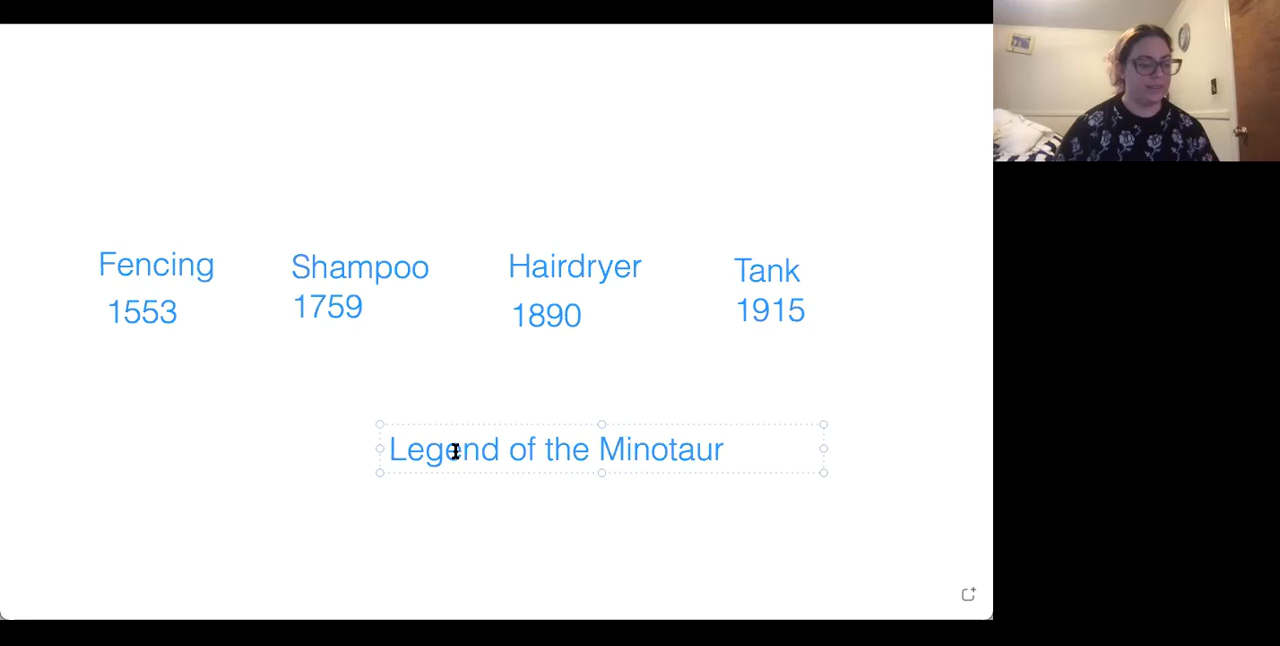 Fencing Shampoo Hairdryer Tank
1553 1759 1890 1915
Legend of the Minotaur